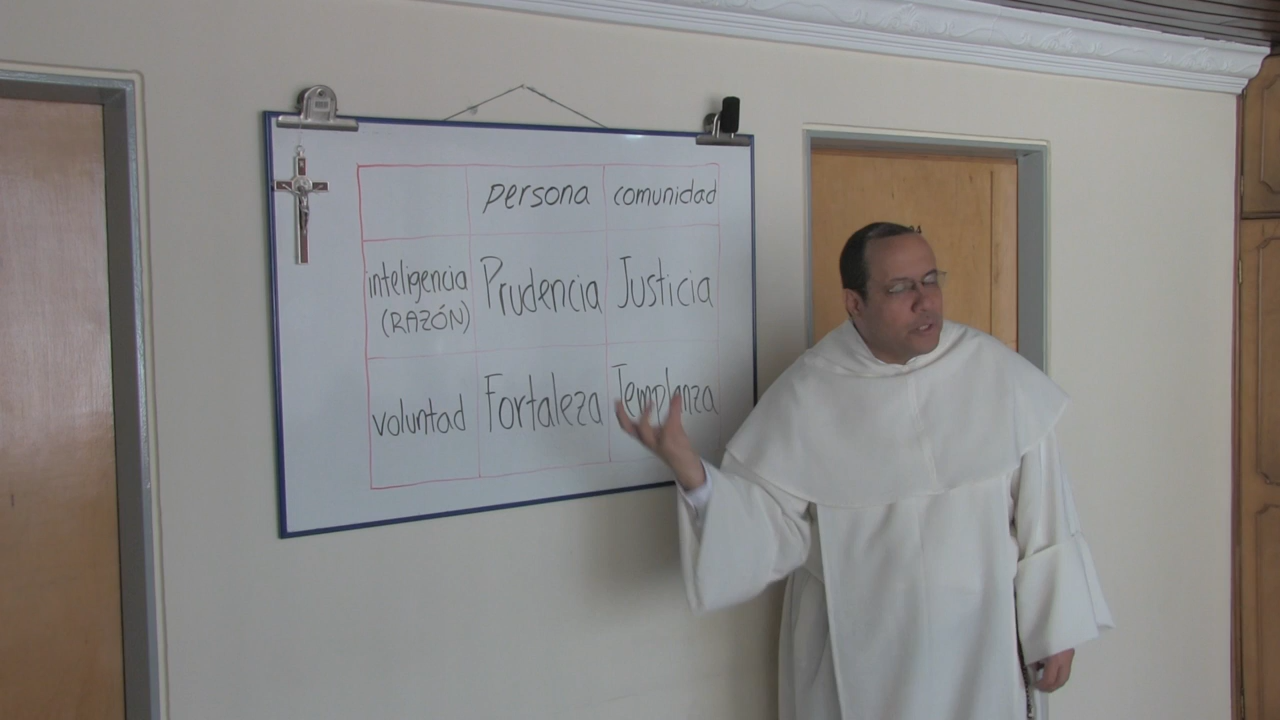 persona comunidad
inteligencia Prudencia Justicia
(RAZÓN)
voluntad Fortaleza Templanza